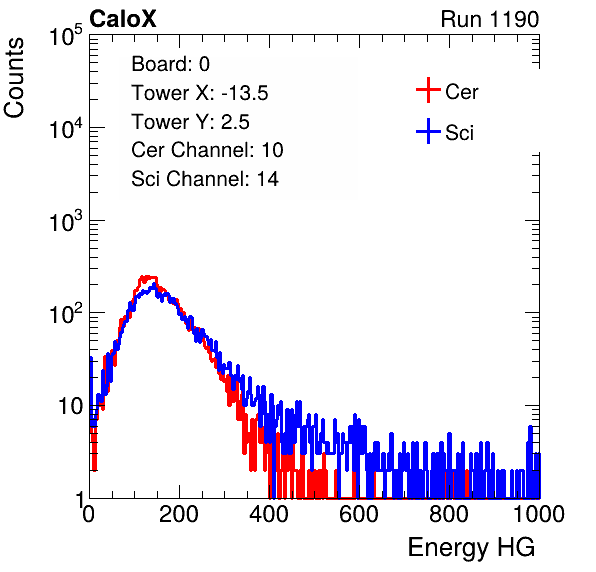 CaloX Run 1190
Counts
Board: 0
Tower X: -13.5
Tower Y: 2.5
Cer Channel: 10
Sci Channel: 14
Cer
Sci
10^5
10^4
10^3
10^2
10
1
0 200 400 600 800 1000
Energy HG